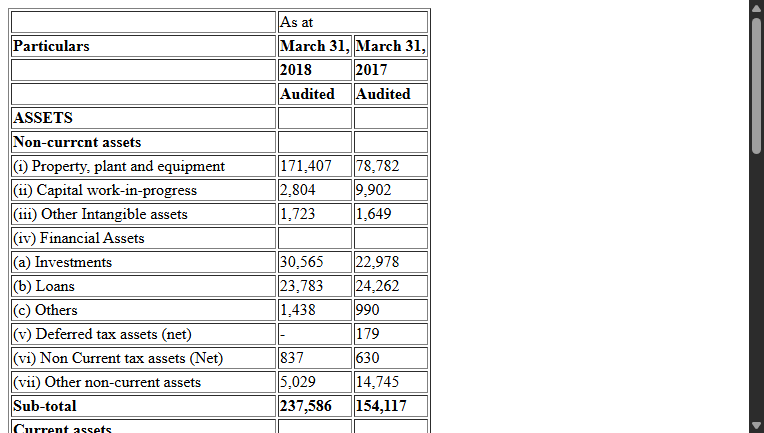 As at
Particulars March 31, March 31,
2018 2017
Audited Audited
ASSETS
Non-currcnt assets
(i) Property, plant and equipment 171,407 78,782
(ii) Capital work-in-progress 2,804 9,902
(iii) Other Intangible assets 1,723 1,649
(iv) Financial Assets
(a) Investments 30,565 22,978
(b) Loans 23,783 24,262
(c) Others 1,438 990
(v) Deferred tax assets (net) - 179
(vi) Non Current tax assets (Net) 837 630
(vii) Other non-current assets 5,029 14,745
Sub-total 237,586 154,117
Current assets